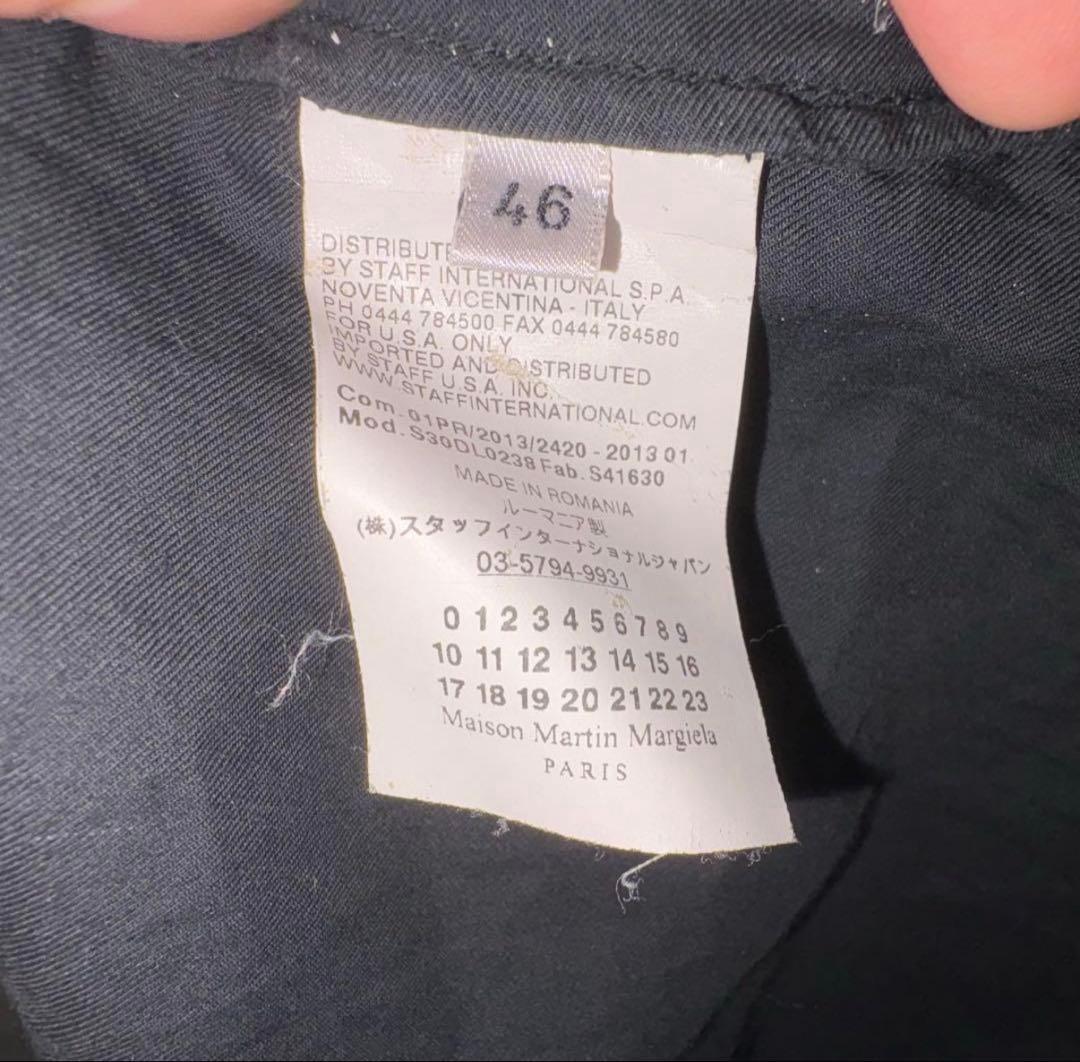 46
DISTRIBUTE
BY STAFF INTERNATIONAL S.P.A.
NOVENTA VICENTINA - ITALY
PH 0444 784500 FAX 0444 784580
FOR U.S.A. ONLY
IMPORTED AND DISTRIBUTED
BY STAFF U.S.A. INC.
WWW.STAFFINTERNATIONAL.COM
Com. 01PR/2013/2420 - 2013 01
Mod. S30DL0238 Fab. S41630
MADE IN ROMANIA
ルーマニア製
(株)スタッフインターナショナルジャパン
03-5794-9931
0 1 2 3 4 5 6 7 8 9
10 11 12 13 14 15 16
17 18 19 20 21 22 23
Maison Martin Margiela
PARIS